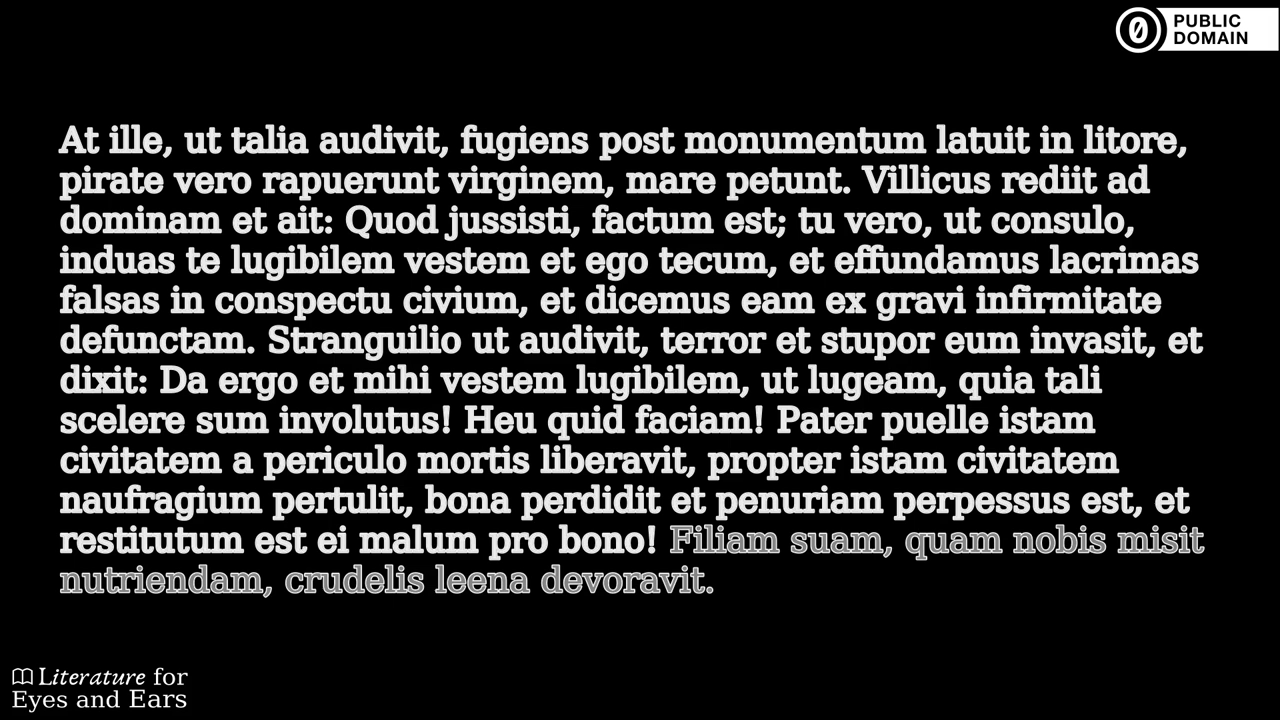 PUBLIC
DOMAIN
At ille, ut talia audivit, fugiens post monumentum latuit in litore,
pirate vero rapuerunt virginem, mare petunt. Villicus rediit ad
dominam et ait: Quod jussisti, factum est; tu vero, ut consulo,
induas te lugibilem vestem et ego tecum, et effundamus lacrimas
falsas in conspectu civium, et dicemus eam ex gravi infirmitate
defunctam. Stranguilio ut audivit, terror et stupor eum invasit, et
dixit: Da ergo et mihi vestem lugibilem, ut lugeam, quia tali
scelere sum involutus! Heu quid faciam! Pater puelle istam
civitatem a periculo mortis liberavit, propter istam civitatem
naufragium pertulit, bona perdidit et penuriam perpessus est, et
restitutum est ei malum pro bono! Filiam suam, quam nobis misit
nutriendam, crudelis leena devoravit.
Literature for
Eyes and Ears